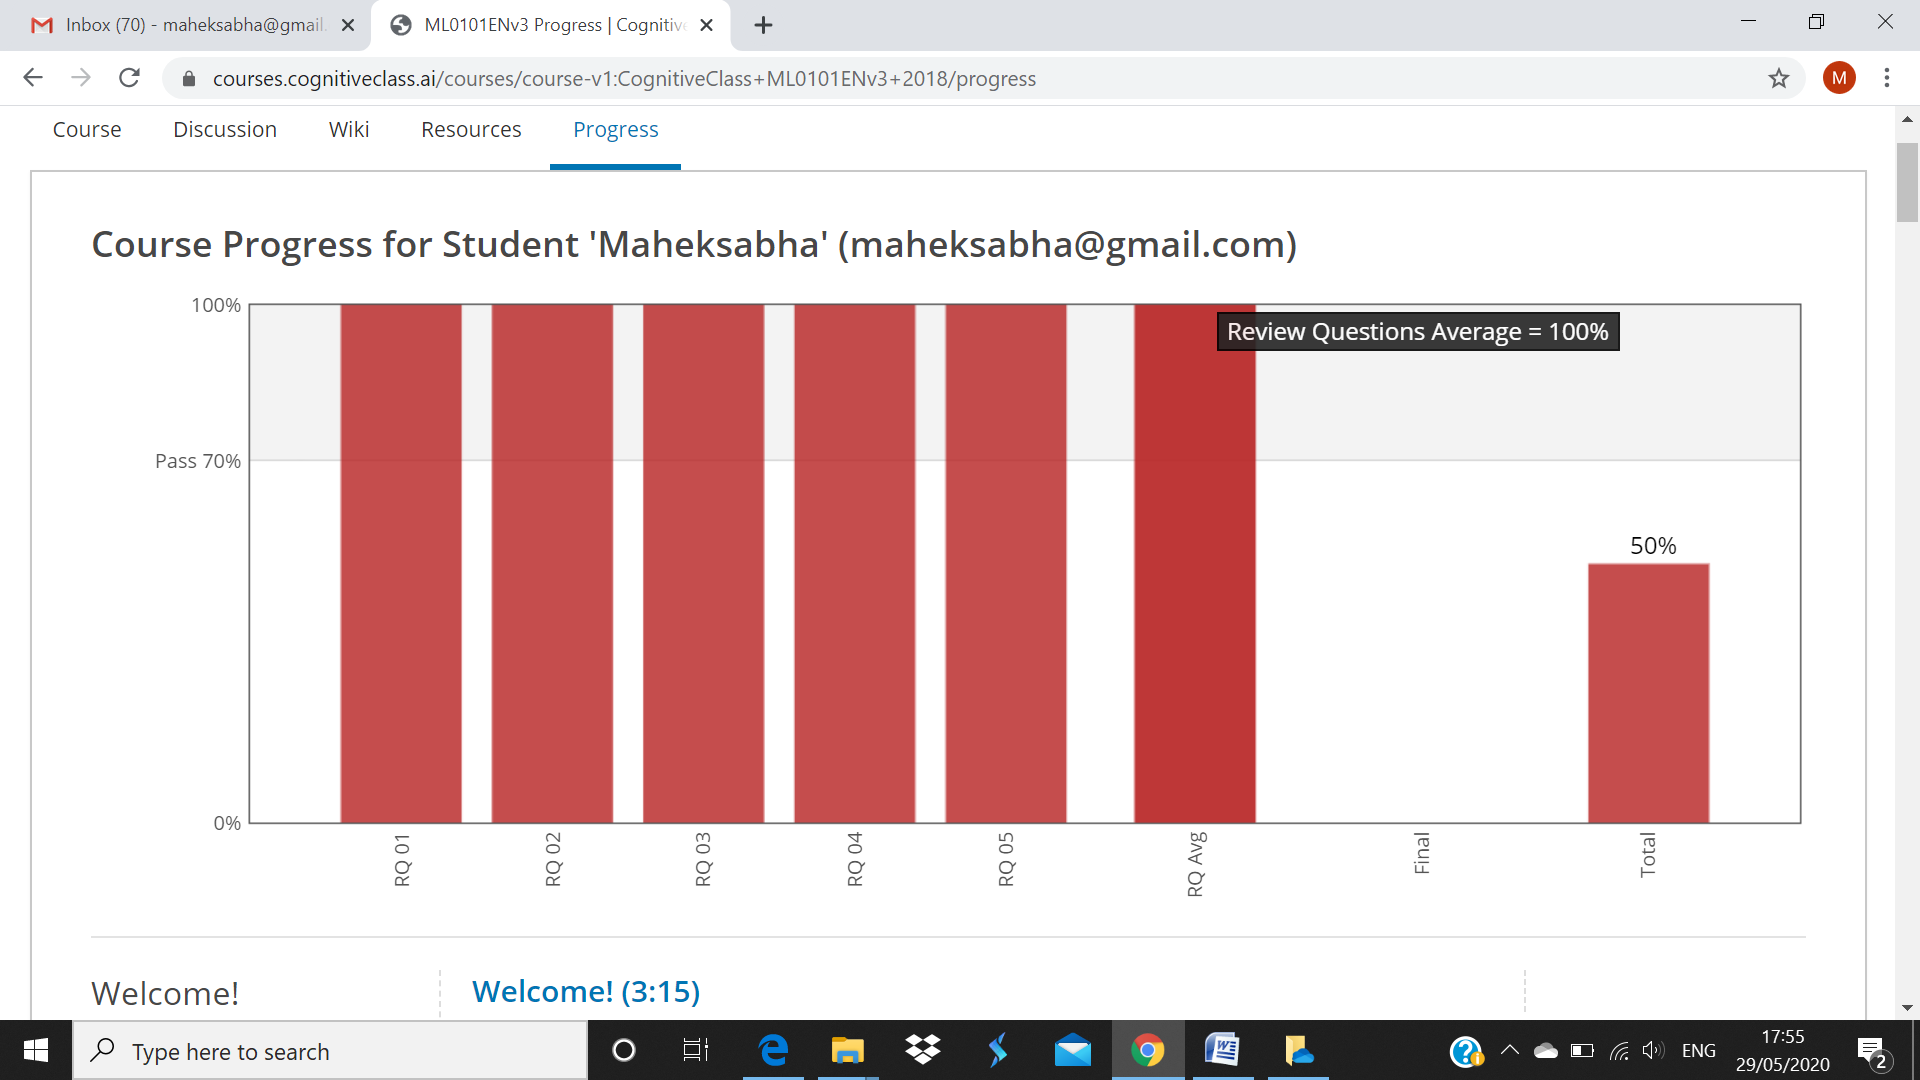 Inbox (70) - maheksabha@gmail.
ML0101ENv3 Progress | Cognitive
courses.cognitiveclass.ai/courses/course-v1:CognitiveClass+ML0101ENv3+2018/progress
M
Course Discussion Wiki Resources Progress
Course Progress for Student 'Maheksabha' (maheksabha@gmail.com)
100%
Review Questions Average = 100%
Pass 70%
50%
0%
RQ 01
RQ 02
RQ 03
RQ 04
RQ 05
RQ Avg
Final
Total
Welcome!
Welcome! (3:15)
Type here to search
ENG
17:55
29/05/2020
2